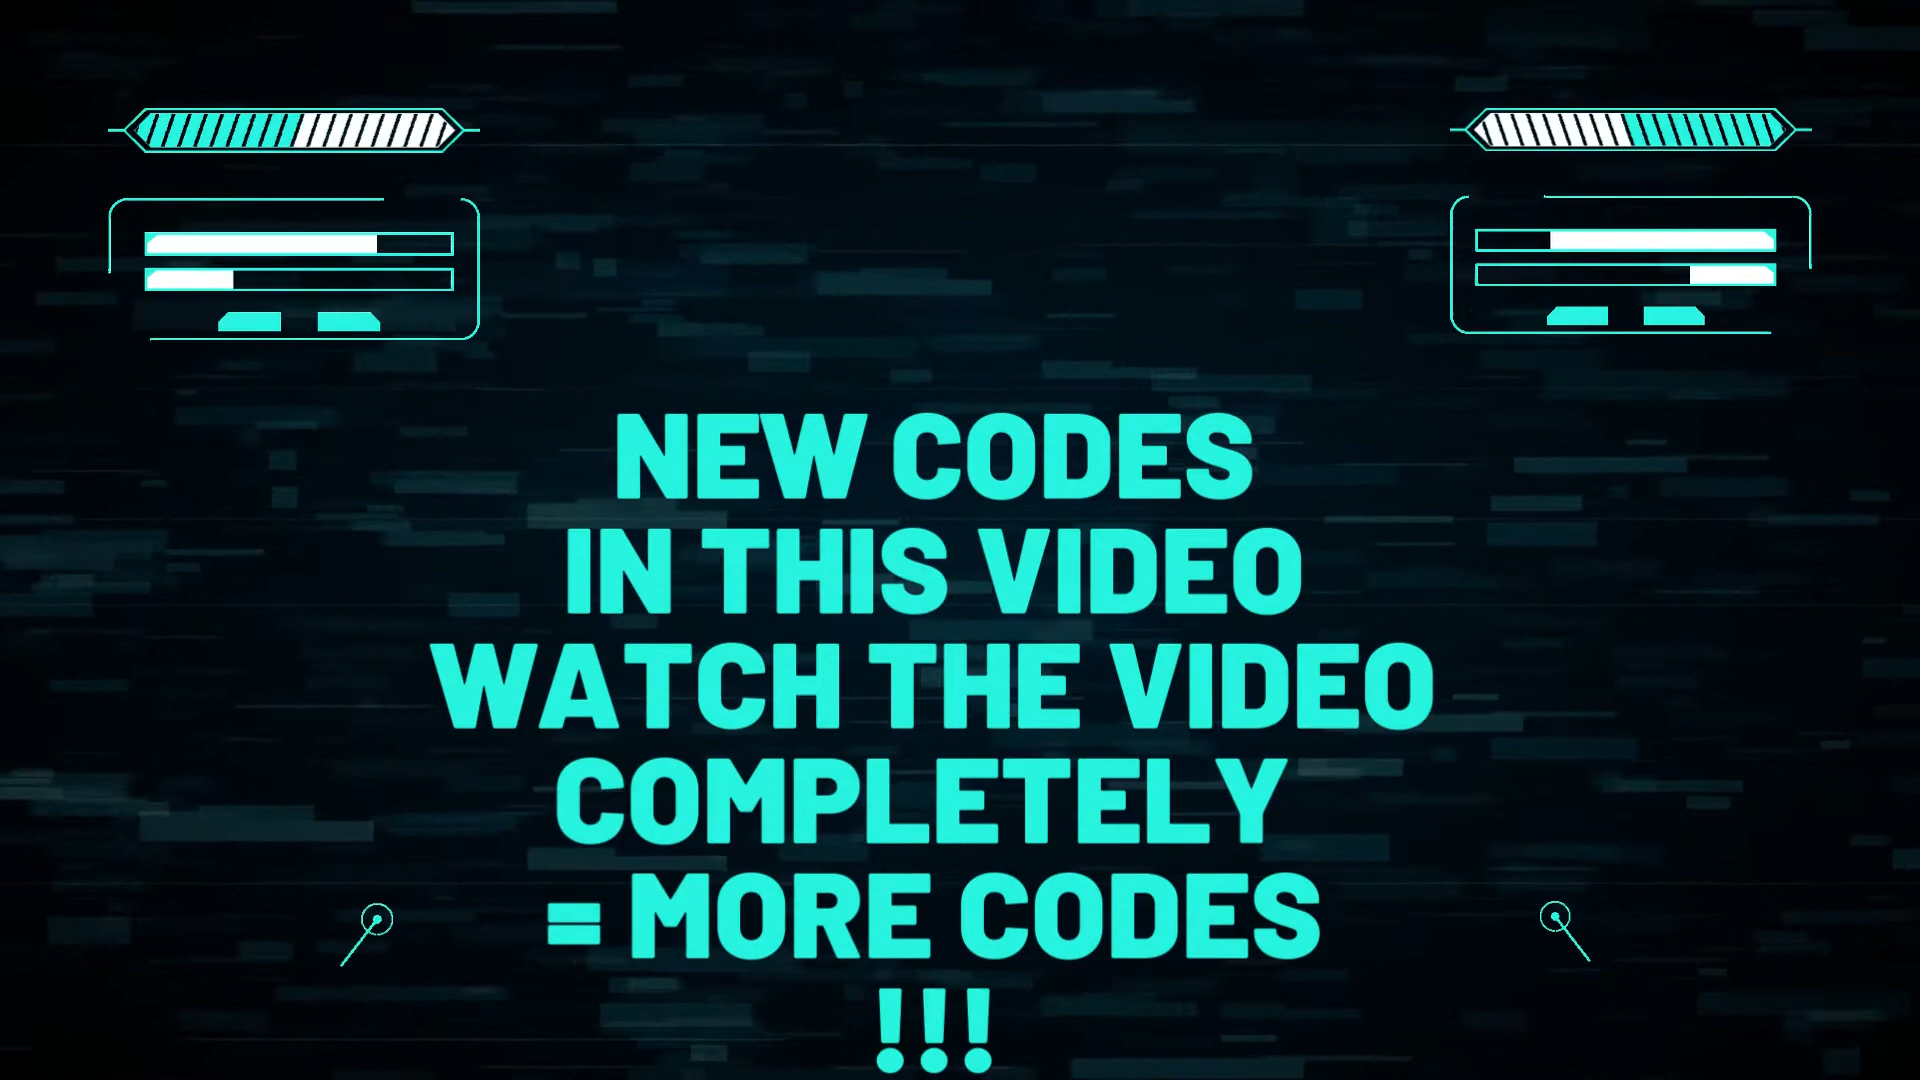 NEW CODES
IN THIS VIDEO
WATCH THE VIDEO
COMPLETELY
= MORE CODES
!!!